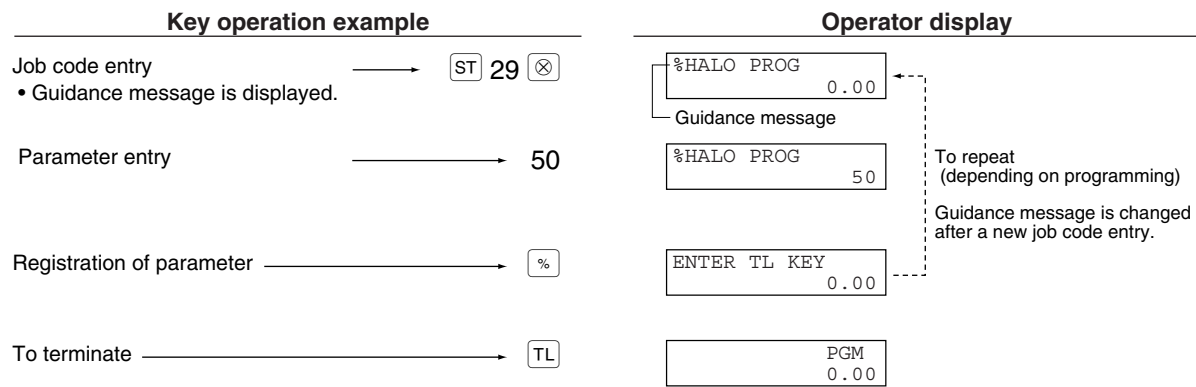 Key operation example
Operator display
Job code entry
ST 29 ⊗
• Guidance message is displayed.
%HALO PROG
0.00
Guidance message
Parameter entry
50
%HALO PROG
50
To repeat
(depending on programming)
Guidance message is changed
after a new job code entry.
Registration of parameter
%
ENTER TL KEY
0.00
To terminate
TL
PGM
0.00